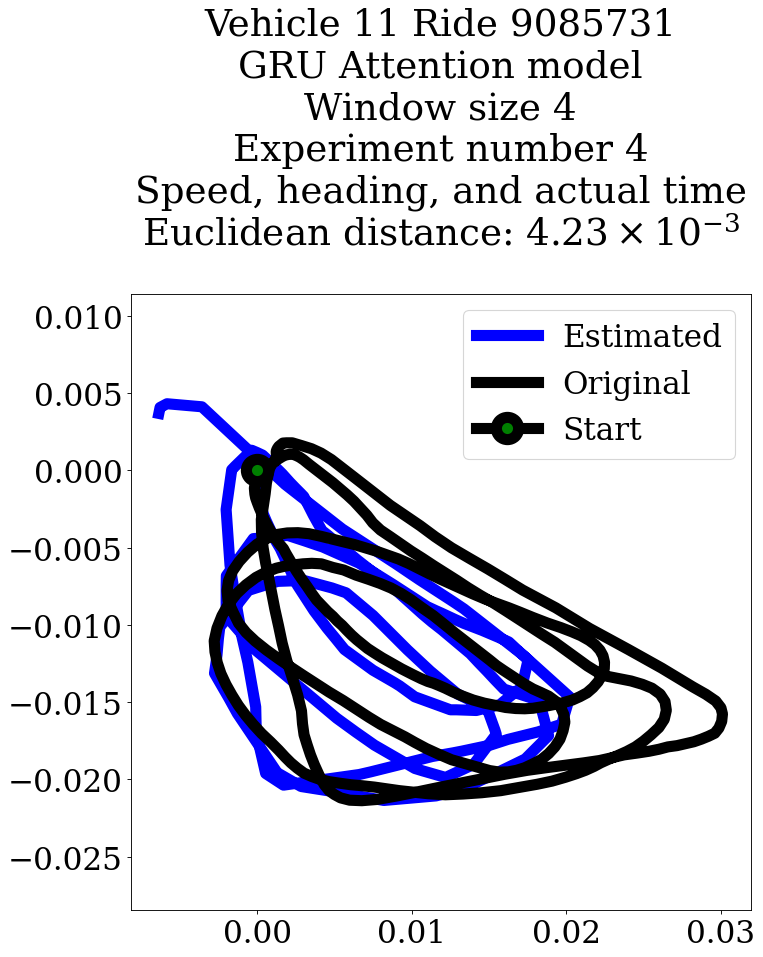 Vehicle 11 Ride 9085731
GRU Attention model
Window size 4
Experiment number 4
Speed, heading, and actual time
Euclidean distance: 4.23 × 10⁻³
0.010
0.005
0.000
−0.005
−0.010
−0.015
−0.020
−0.025
Estimated
Original
Start
0.00 0.01 0.02 0.03